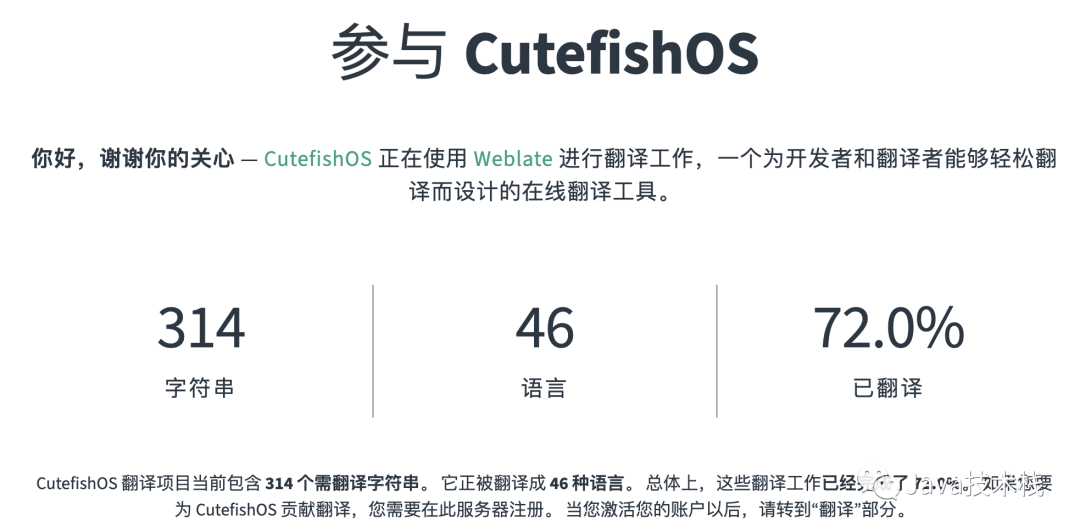 参与 CutefishOS
你好，谢谢你的关心 — CutefishOS 正在使用 Weblate 进行翻译工作，一个为开发者和翻译者能够轻松翻
译而设计的在线翻译工具。
314
46
72.0%
字符串
语言
已翻译
CutefishOS 翻译项目当前包含 314 个需翻译字符串。 它正被翻译成 46 种语言。 总体上，这些翻译工作已经 了 72.0%。 要
Java技术栈
为 CutefishOS 贡献翻译，您需要在此服务器注册。 当您激活您的账户以后，请转到“翻译”部分。